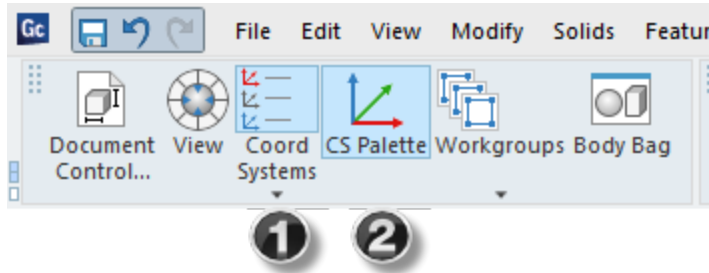 Gc File Edit View Modify Solids Featur
Document View Coord CS Palette Workgroups Body Bag
Control... Systems
1 2